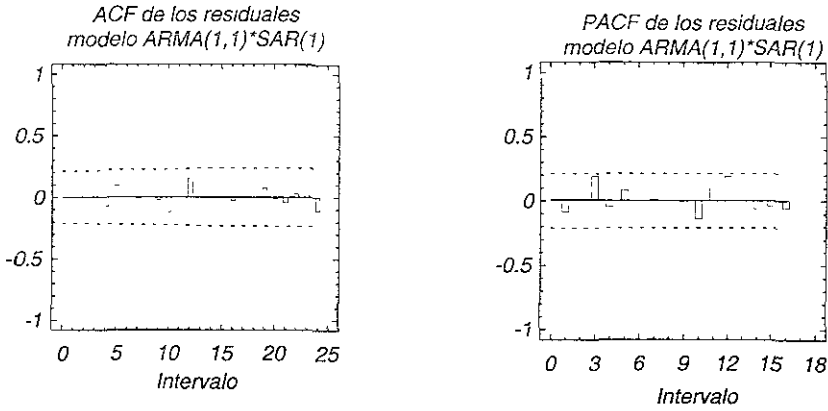 ACF de los residuales
modelo ARMA(1,1)*SAR(1)
1
0.5
0
-0.5
-1
0 5 10 15 20 25
Intervalo
PACF de los residuales
modelo ARMA(1,1)*SAR(1)
1
0.5
0
-0.5
-1
0 3 6 9 12 15 18
Intervalo